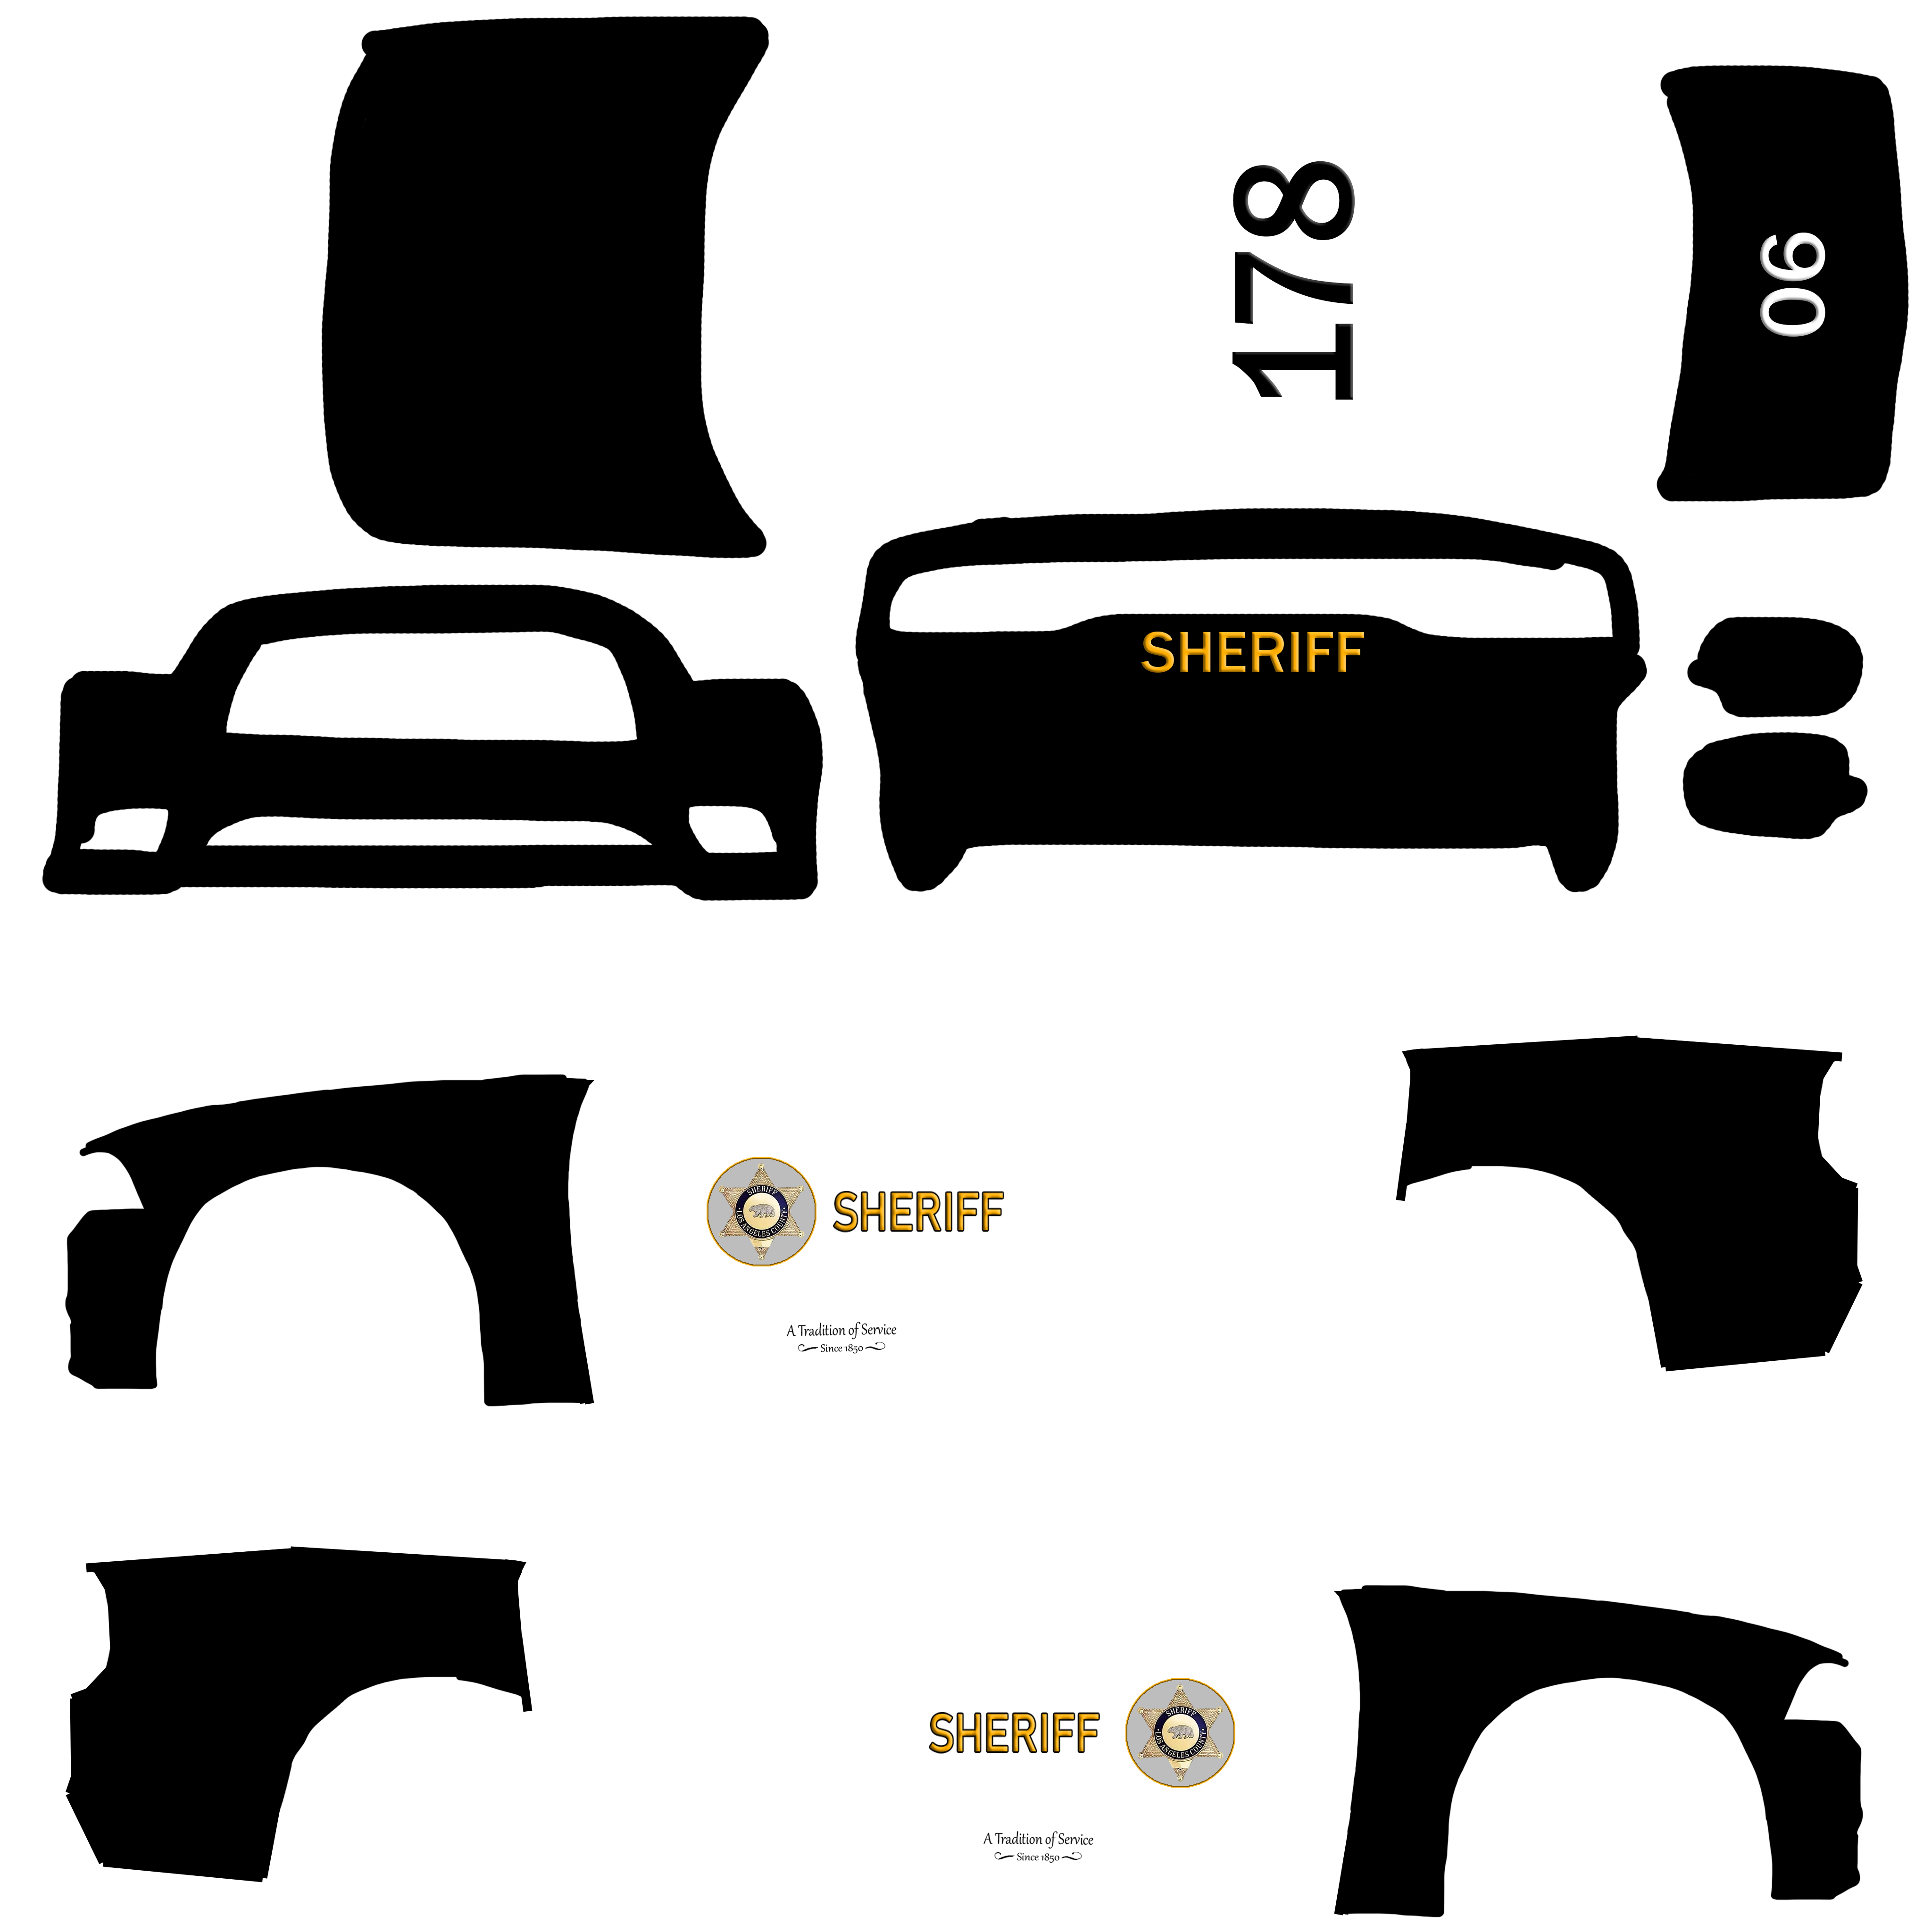 178
06
SHERIFF
SHERIFF
LOS ANGELES COUNTY
SHERIFF
A Tradition of Service
Since 1850
SHERIFF
SHERIFF
LOS ANGELES COUNTY
A Tradition of Service
Since 1850